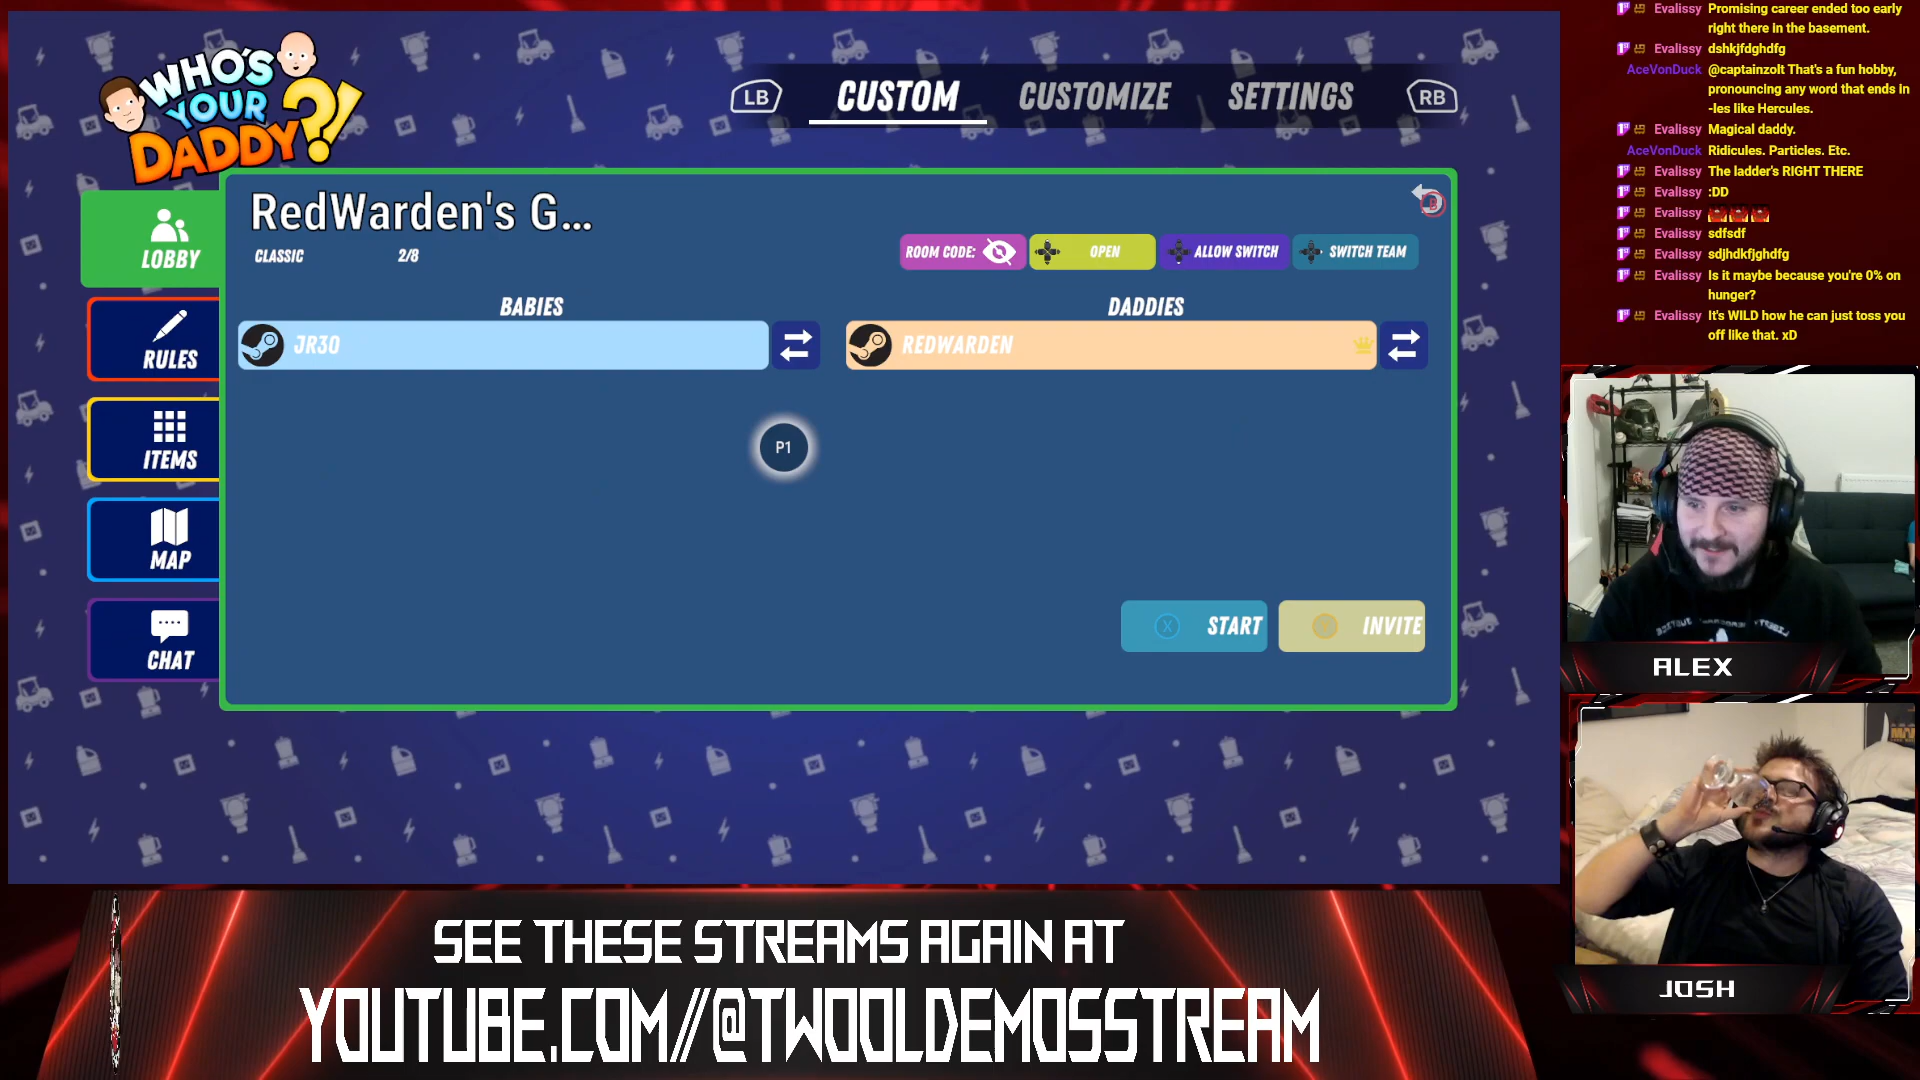 WHO'S
YOUR
DADDY?!
LB
CUSTOM
CUSTOMIZE
SETTINGS
RB
RedWarden's G...
CLASSIC
2/8
ROOM CODE:
OPEN
ALLOW SWITCH
SWITCH TEAM
B
LOBBY
RULES
ITEMS
MAP
CHAT
BABIES
JR30
DADDIES
REDWARDEN
P1
X START
INVITE
Evalissy Promising career ended too early
right there in the basement.
Evalissy dshkjfdghdfg
AceVonDuck @captainzolt That's a fun hobby,
pronouncing any word that ends in
-les like Hercules.
Evalissy Magical daddy.
AceVonDuck Ridicules. Particles. Etc.
Evalissy The ladder's RIGHT THERE
Evalissy :DD
Evalissy
Evalissy sdfsdf
Evalissy sdjhdkfjghdfg
Evalissy Is it maybe because you're 0% on
hunger?
Evalissy It's WILD how he can just toss you
off like that. xD
ALEX
JOSH
SEE THESE STREAMS AGAIN AT
YOUTUBE.COM//@TWOOLDEMOSSTREAM